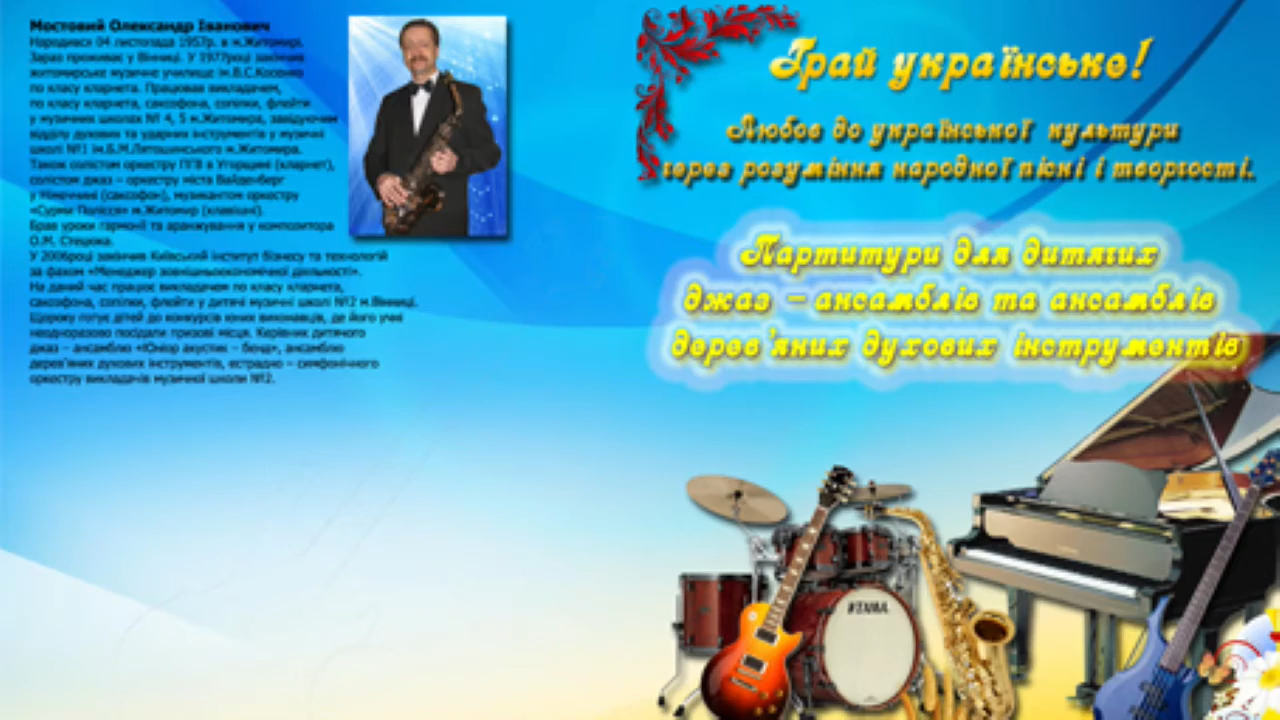 Мостовий Олександр Іванович
Народився 04 листопада 1957р. в м.Житомирі.
Зараз проживає у Вінниці. У 1977році закінчив
житомирське музичне училище ім.В.С.Косенко
по класу кларнета. Працював викладачем,
по класу кларнета, саксофона, сопілки, флейти
у музичних школах № 4, 5 м.Житомира, завідуючим
відділу духових та ударних інструментів у музичні
школі №1 ім.Б.М.Лятошинського м.Житомира.
Також солістом оркестру ПГВ в Угорщині (кларнет),
солістом джаз – оркестру міста Вайденберг
у Німеччині (саксофон), музикантом оркестру
«Сурми Полісся» м.Житомир (клавішні).
Брав уроки гармонії та аранжування у композитора
О.М. Стецюка.
У 2006році закінчив Київський інститут бізнесу та технологій
за фахом «Менеджер зовнішньоекономічної діяльності».
На даний час працює викладачем по класу кларнета,
саксофона, сопілки, флейти у дитячі музичні школі №2 м.Вінниці.
Щороку готує дітей до конкурсів юних виконавців, де його учні
неодноразово посідали призові місця. Керівник дитячого
джаз – ансамблю «Юніор акустик – бенд», ансамблю
дерев'яних духових інструментів, естрадно – симфонічного
оркестру викладачів музичної школи №2.
Грай українське!
Любов до української культури
через розуміння народної пісні і творчості.
Партитури для дитячих
джаз – ансамблів та ансамблів
дерев'яних духових інструментів
TAMA